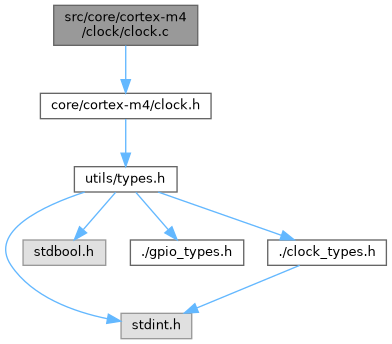 src/core/cortex-m4
/clock/clock.c
core/cortex-m4/clock.h
utils/types.h
stdbool.h
./gpio_types.h
./clock_types.h
stdint.h